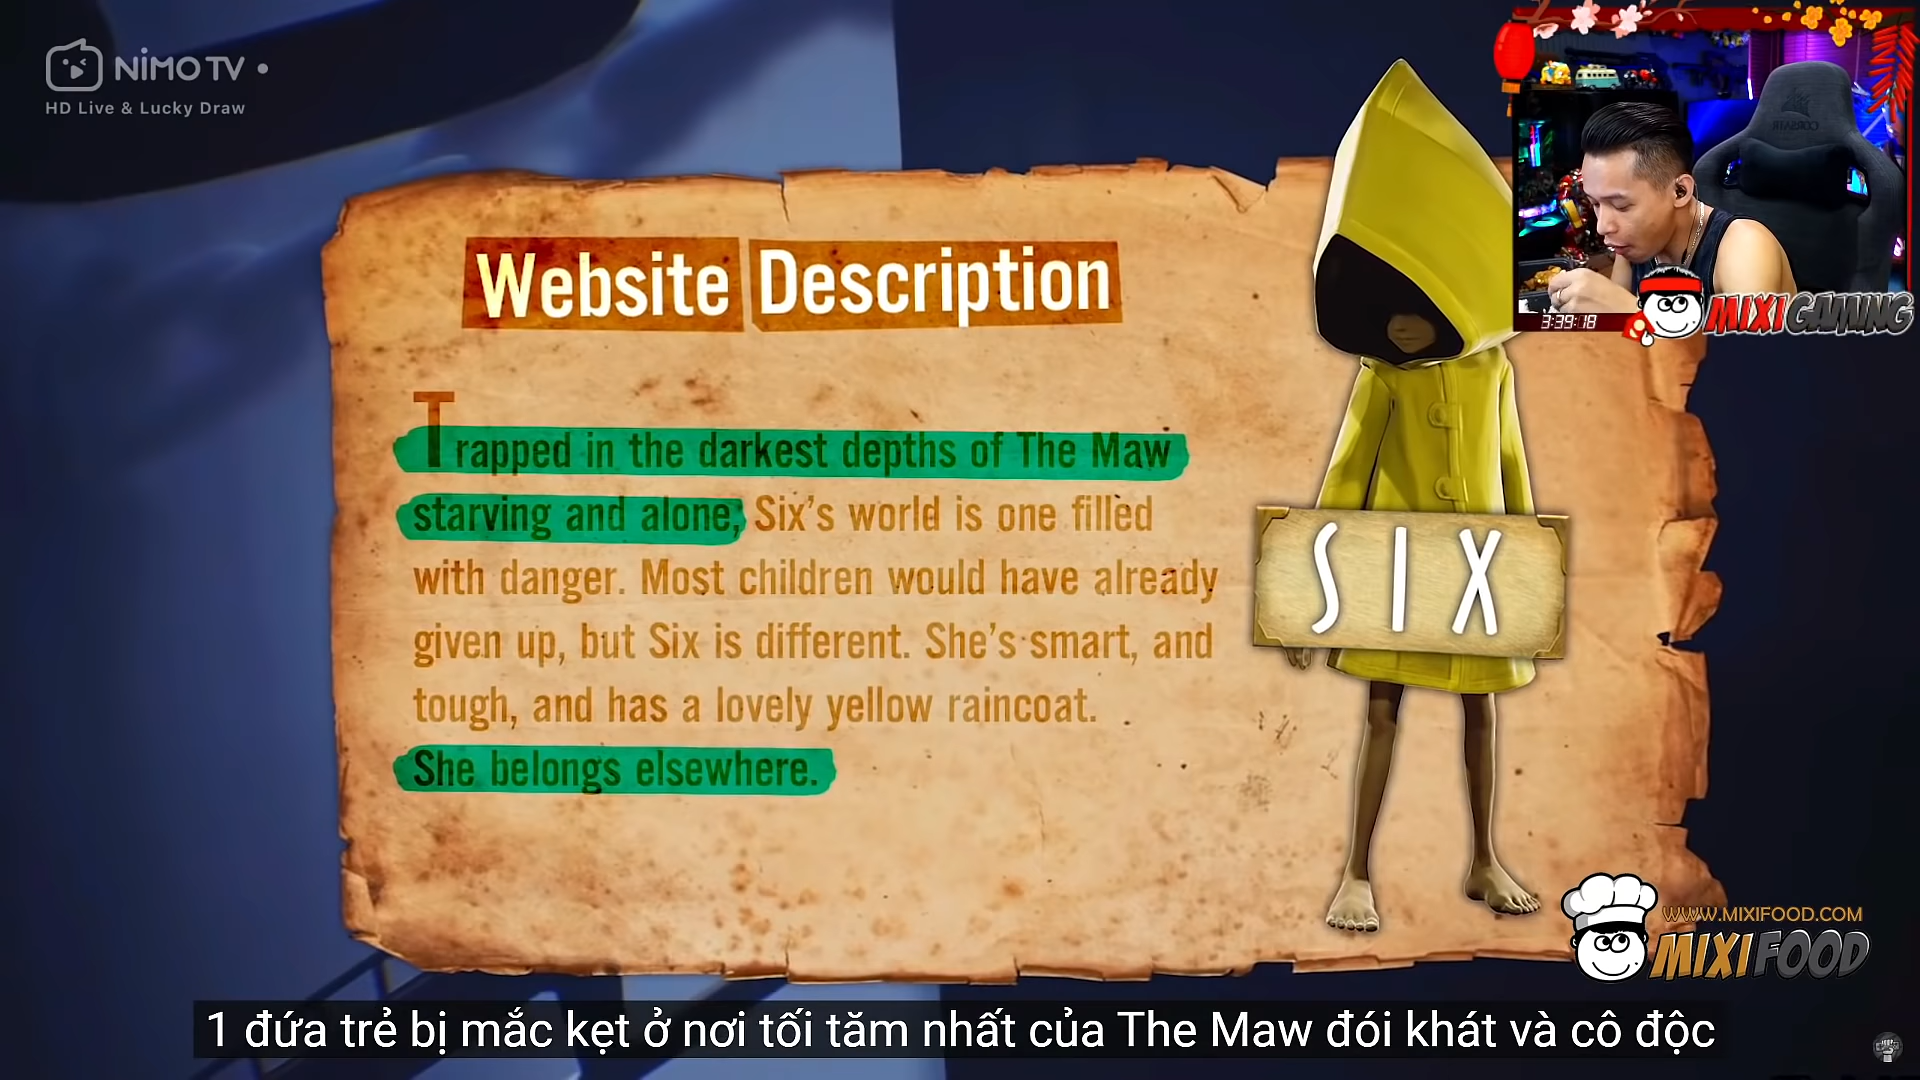 NIMO TV
HD Live & Lucky Draw
CORSAIR
3:39:18
MIXIGAMING
Website Description
Trapped in the darkest depths of The Maw
starving and alone, Six's world is one filled
with danger. Most children would have already
given up, but Six is different. She's smart, and
tough, and has a lovely yellow raincoat.
She belongs elsewhere.
SIX
WWW.MIXIFOOD.COM
MIXIFOOD
1 đứa trẻ bị mắc kẹt ở nơi tối tăm nhất của The Maw đói khát và cô độc